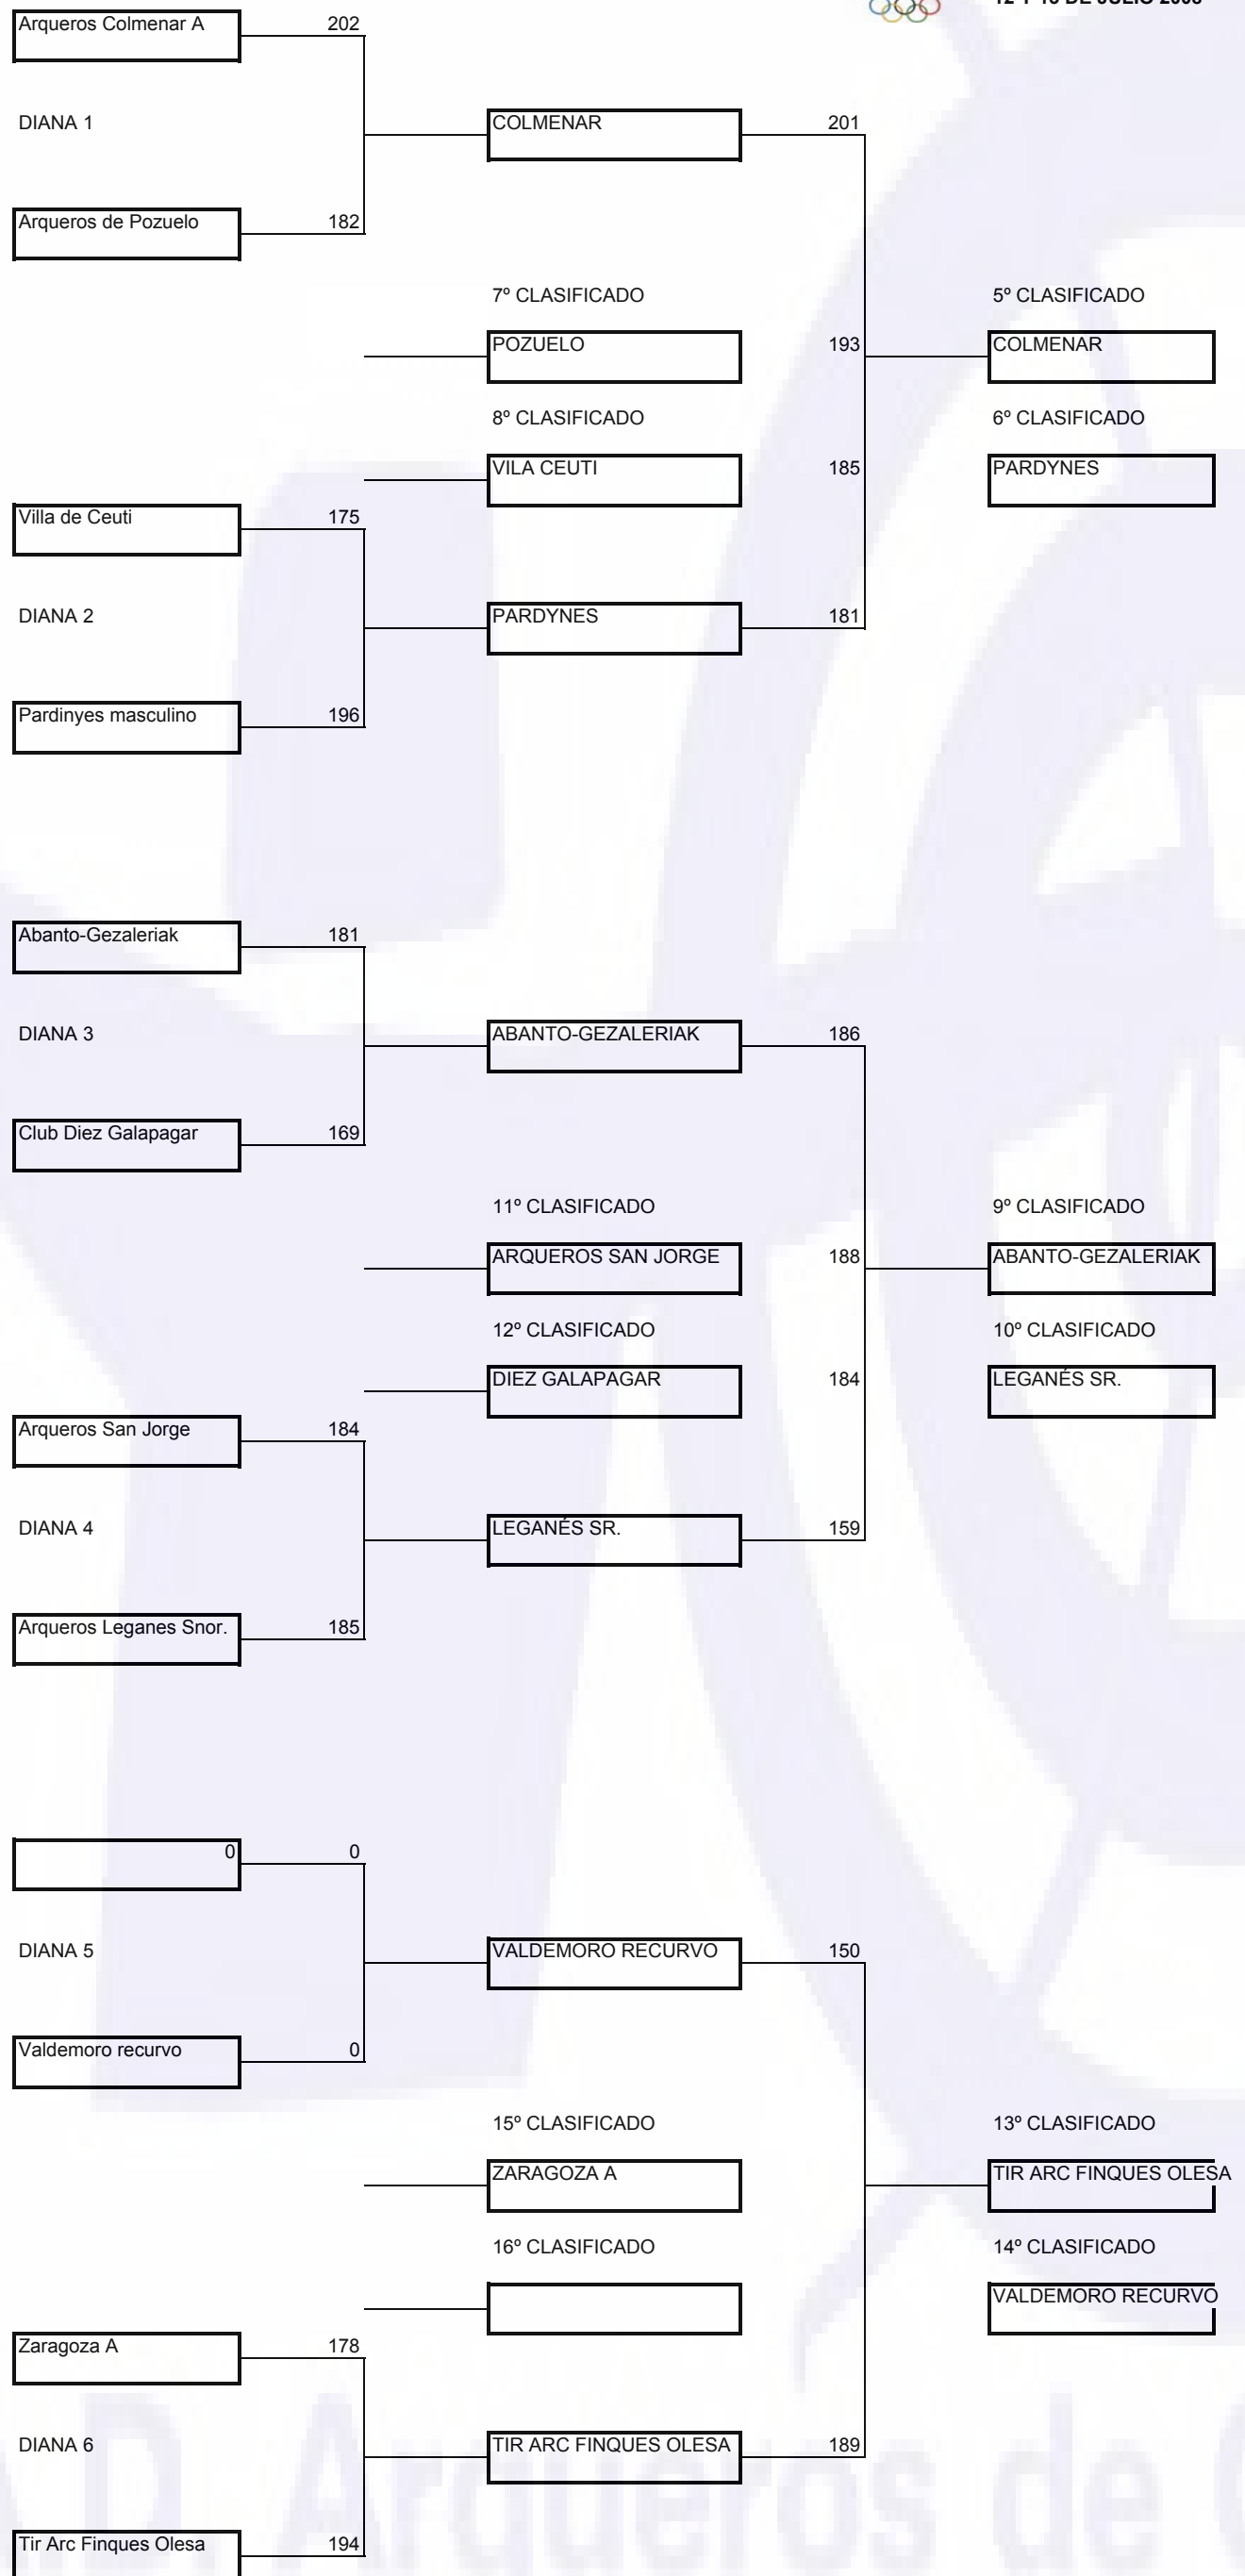 Arqueros Colmenar A 202
DIANA 1 COLMENAR 201
Arqueros de Pozuelo 182
7º CLASIFICADO 5º CLASIFICADO
POZUELO 193 COLMENAR
8º CLASIFICADO 6º CLASIFICADO
VILA CEUTI 185 PARDYNES
Villa de Ceuti 175
DIANA 2 PARDYNES 181
Pardinyes masculino 196
Abanto-Gezaleriak 181
DIANA 3 ABANTO-GEZALERIAK 186
Club Diez Galapagar 169
11º CLASIFICADO 9º CLASIFICADO
ARQUEROS SAN JORGE 188 ABANTO-GEZALERIAK
12º CLASIFICADO 10º CLASIFICADO
DIEZ GALAPAGAR 184 LEGANÉS SR.
Arqueros San Jorge 184
DIANA 4 LEGANÉS SR. 159
Arqueros Leganes Snor. 185
0 0
DIANA 5 VALDEMORO RECURVO 150
Valdemoro recurvo 0
15º CLASIFICADO 13º CLASIFICADO
ZARAGOZA A TIR ARC FINQUES OLESA
16º CLASIFICADO 14º CLASIFICADO
VALDEMORO RECURVO
Zaragoza A 178
DIANA 6 TIR ARC FINQUES OLESA 189
D. Arqueros de
Tir Arc Finques Olesa 194